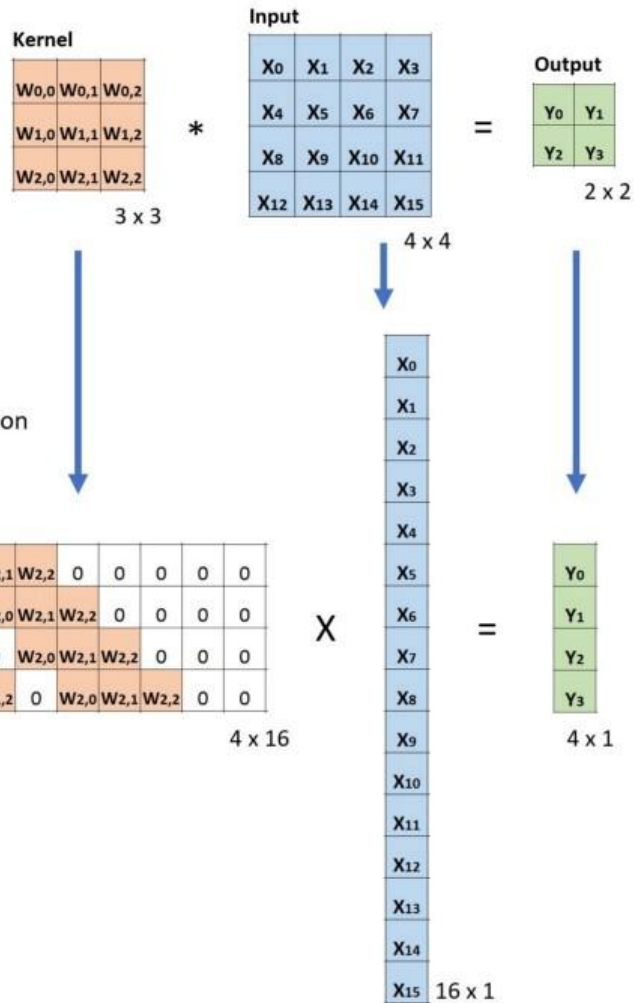 Kernel
Input
Output
W0,0 W0,1 W0,2
W1,0 W1,1 W1,2
W2,0 W2,1 W2,2
3 x 3
*
X0 X1 X2 X3
X4 X5 X6 X7
X8 X9 X10 X11
X12 X13 X14 X15
4 x 4
=
Y0 Y1
Y2 Y3
2 x 2
on
,1 W2,2 0 0 0 0 0
,0 W2,1 W2,2 0 0 0 0
W2,0 W2,1 W2,2 0 0 0
,2 0 W2,0 W2,1 W2,2 0 0
4 x 16
X
X0
X1
X2
X3
X4
X5
X6
X7
X8
X9
X10
X11
X12
X13
X14
X15
16 x 1
=
Y0
Y1
Y2
Y3
4 x 1